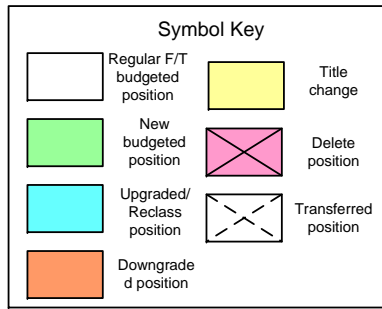 Symbol Key
Regular F/T
budgeted
position
New
budgeted
position
Upgraded/
Reclass
position
Downgrade
d position
Title
change
Delete
position
Transferred
position